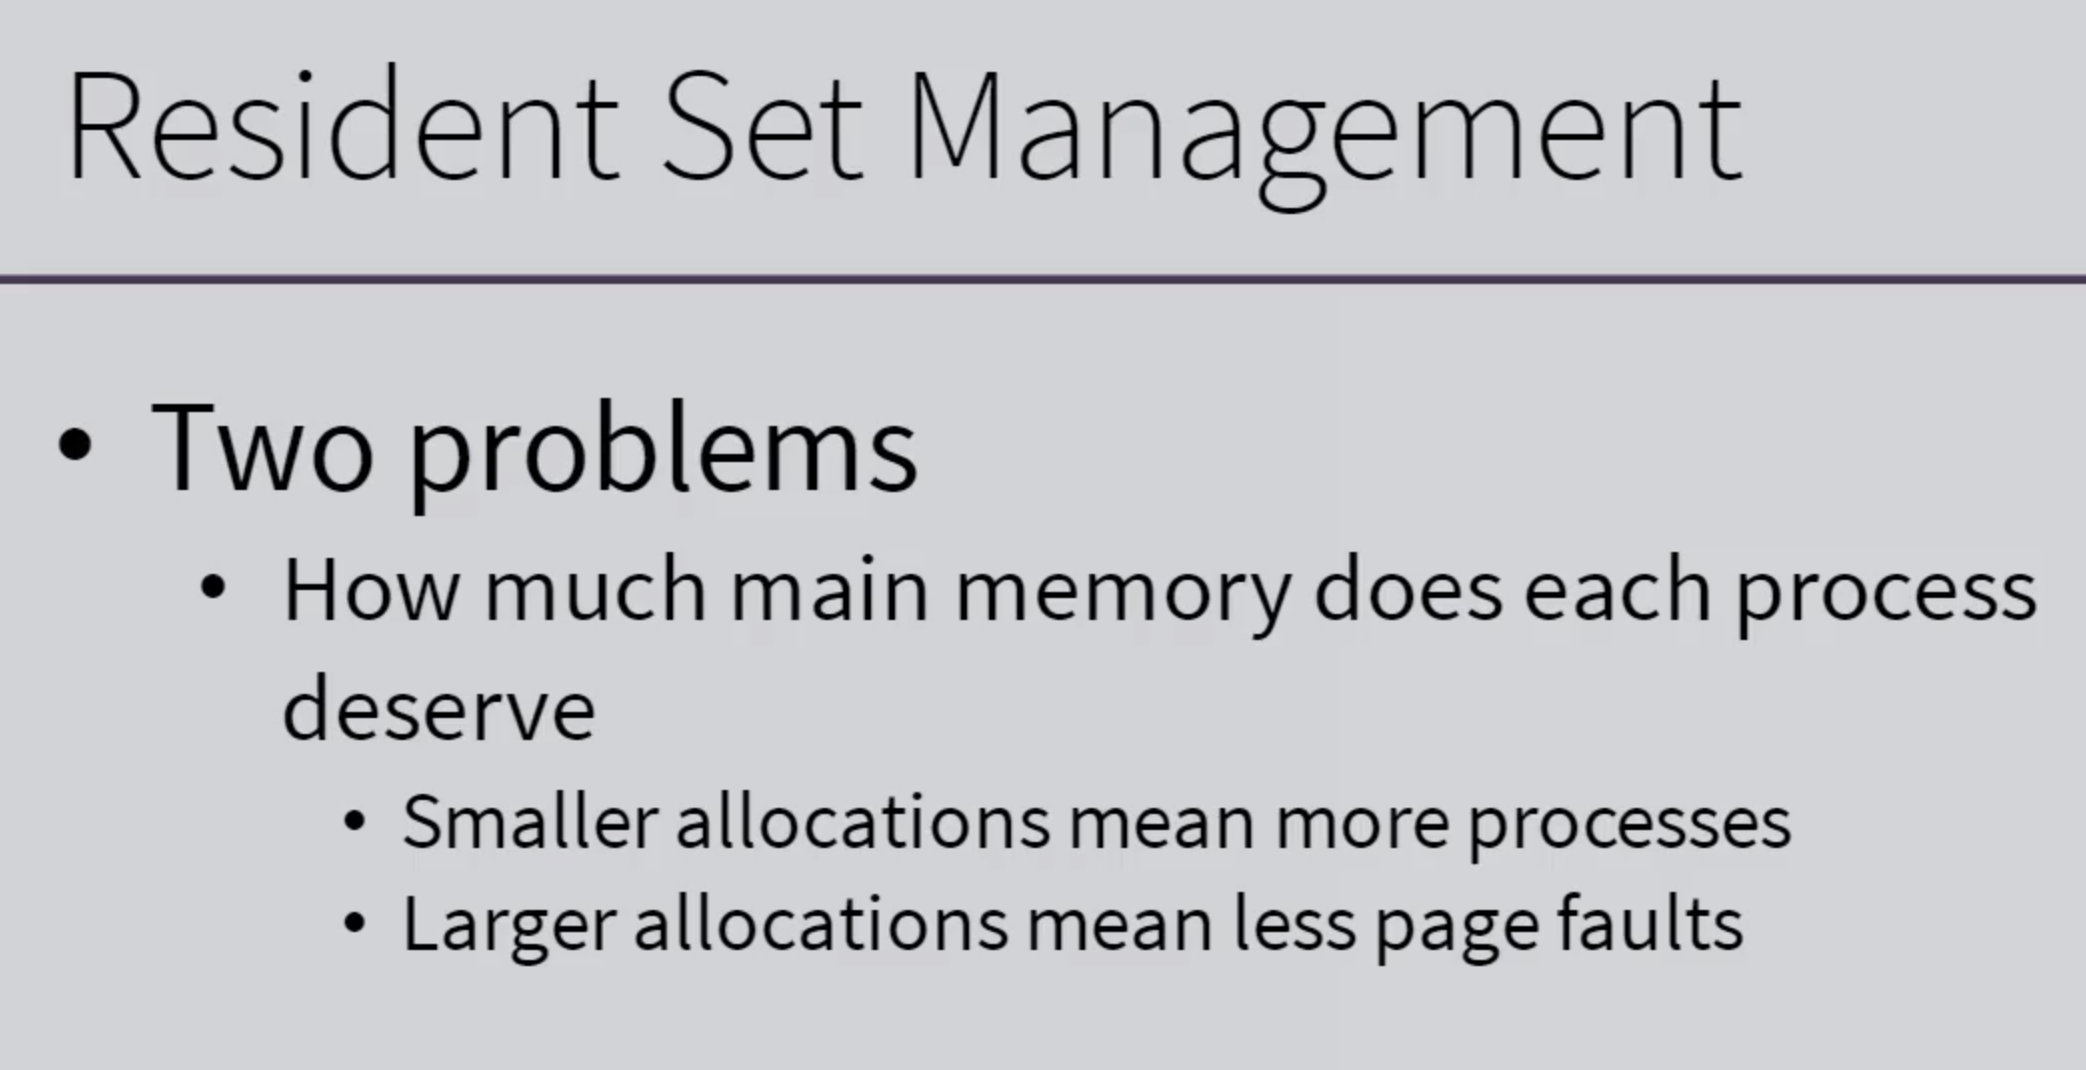 Resident Set Management
• Two problems
• How much main memory does each process
deserve
• Smaller allocations mean more processes
• Larger allocations mean less page faults